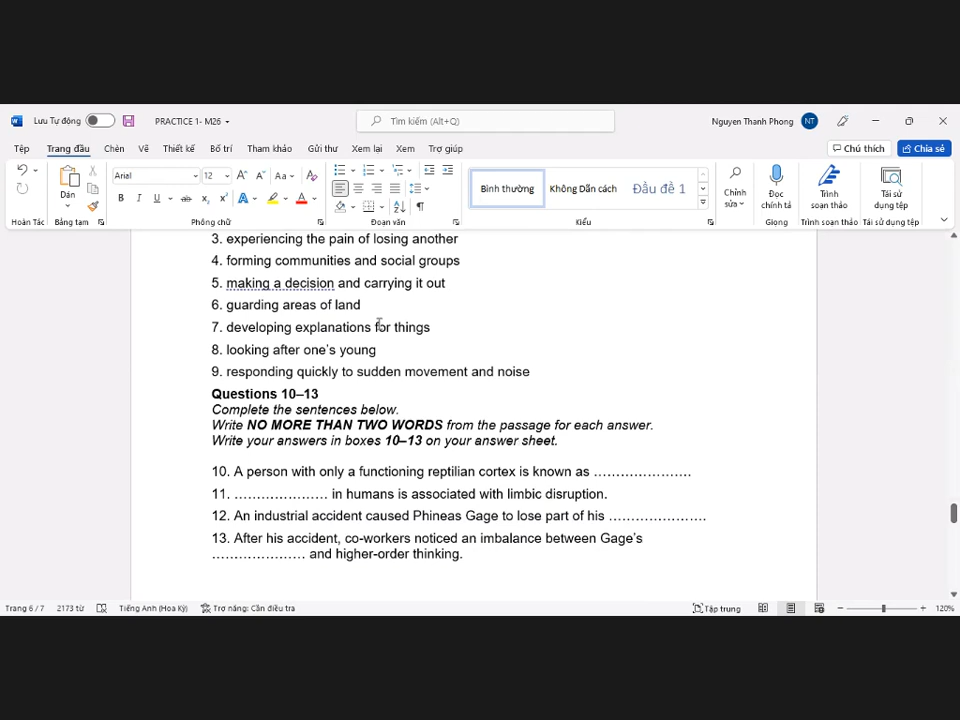 Lưu Tự động
PRACTICE 1- M26
Tìm kiếm (Alt+Q)
Nguyen Thanh Phong
NT
Tệp Trang đầu Chèn Vẽ Thiết kế Bố trí Tham khảo Gửi thư Xem lại Xem Trợ giúp
Chú thích Chia sẻ
Dán
Arial 12
Bình thường Không Dãn cách Đầu đề 1
Chỉnh sửa
Đọc chính tả
Trình soạn thảo
Tái sử dụng tệp
Hoàn Tác Bảng tạm Phông chữ Đoạn văn Kiểu Giọng Trình soạn thảo Tái sử dụng tệp
3. experiencing the pain of losing another
4. forming communities and social groups
5. making a decision and carrying it out
6. guarding areas of land
7. developing explanations for things
8. looking after one's young
9. responding quickly to sudden movement and noise
Questions 10–13
Complete the sentences below.
Write NO MORE THAN TWO WORDS from the passage for each answer.
Write your answers in boxes 10–13 on your answer sheet.
10. A person with only a functioning reptilian cortex is known as ………………….
11. ………………… in humans is associated with limbic disruption.
12. An industrial accident caused Phineas Gage to lose part of his ………………….
13. After his accident, co-workers noticed an imbalance between Gage's
………………… and higher-order thinking.
Trang 6 / 7 2173 từ Tiếng Anh (Hoa Kỳ) Trợ năng: Cần điều tra Tập trung 120%